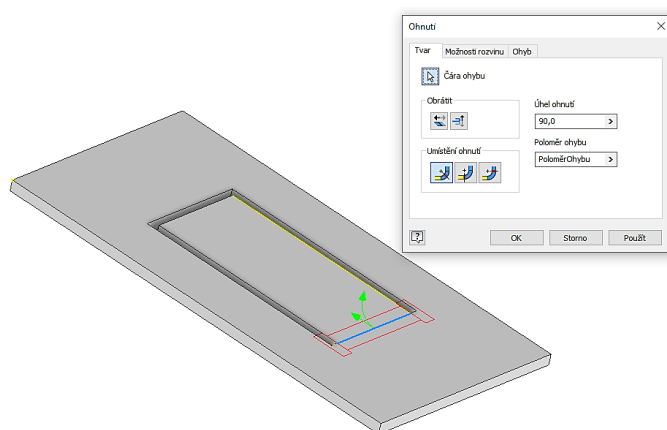 Ohnutí
Tvar
Možnosti rozvinu
Ohyb
Čára ohybu
Obrátit
Úhel ohnutí
90,0
Poloměr ohybu
PoloměrOhybu
Umístění ohnutí
OK
Storno
Použít